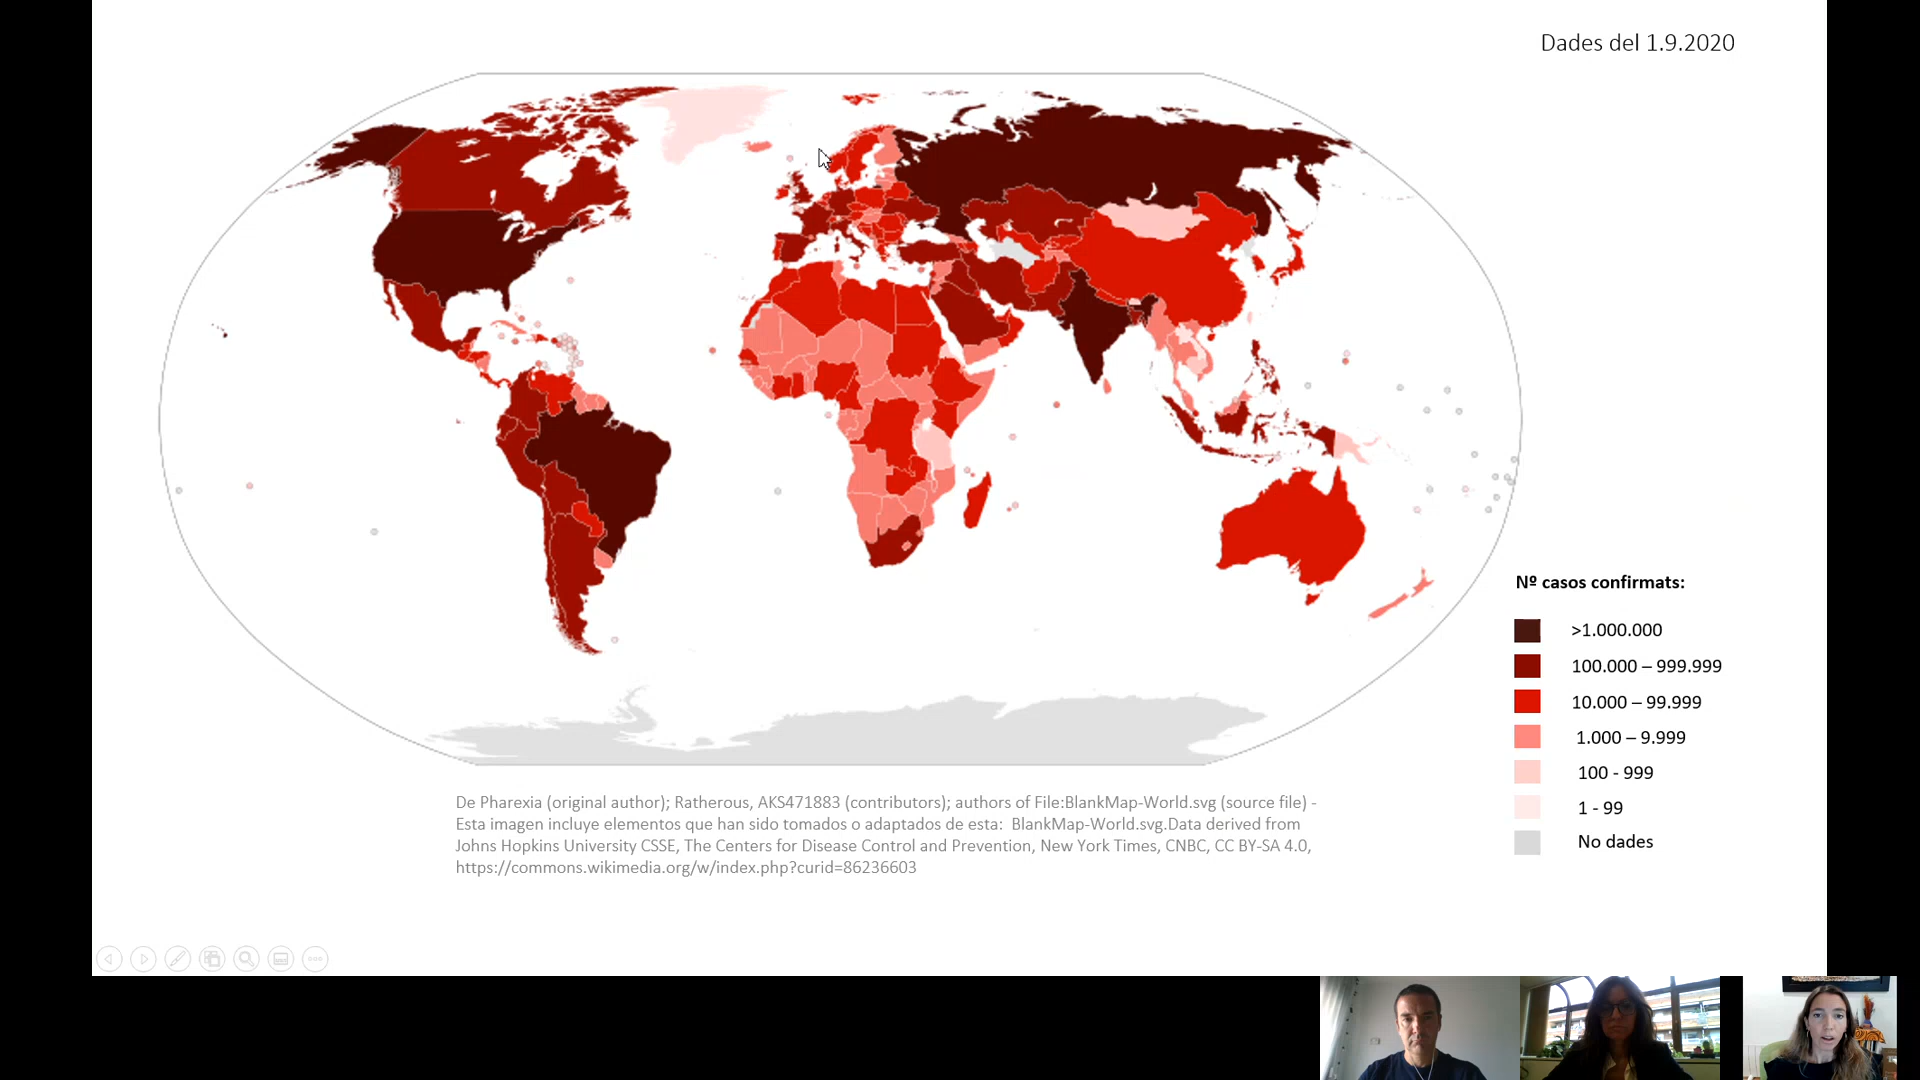 Dades del 1.9.2020
Nº casos confirmats:
>1.000.000
100.000 – 999.999
10.000 – 99.999
1.000 – 9.999
100 - 999
1 - 99
No dades
De Pharexia (original author); Ratherous, AKS471883 (contributors); authors of File:BlankMap-World.svg (source file) -
Esta imagen incluye elementos que han sido tomados o adaptados de esta:  BlankMap-World.svg.Data derived from
Johns Hopkins University CSSE, The Centers for Disease Control and Prevention, New York Times, CNBC, CC BY-SA 4.0,
https://commons.wikimedia.org/w/index.php?curid=86236603